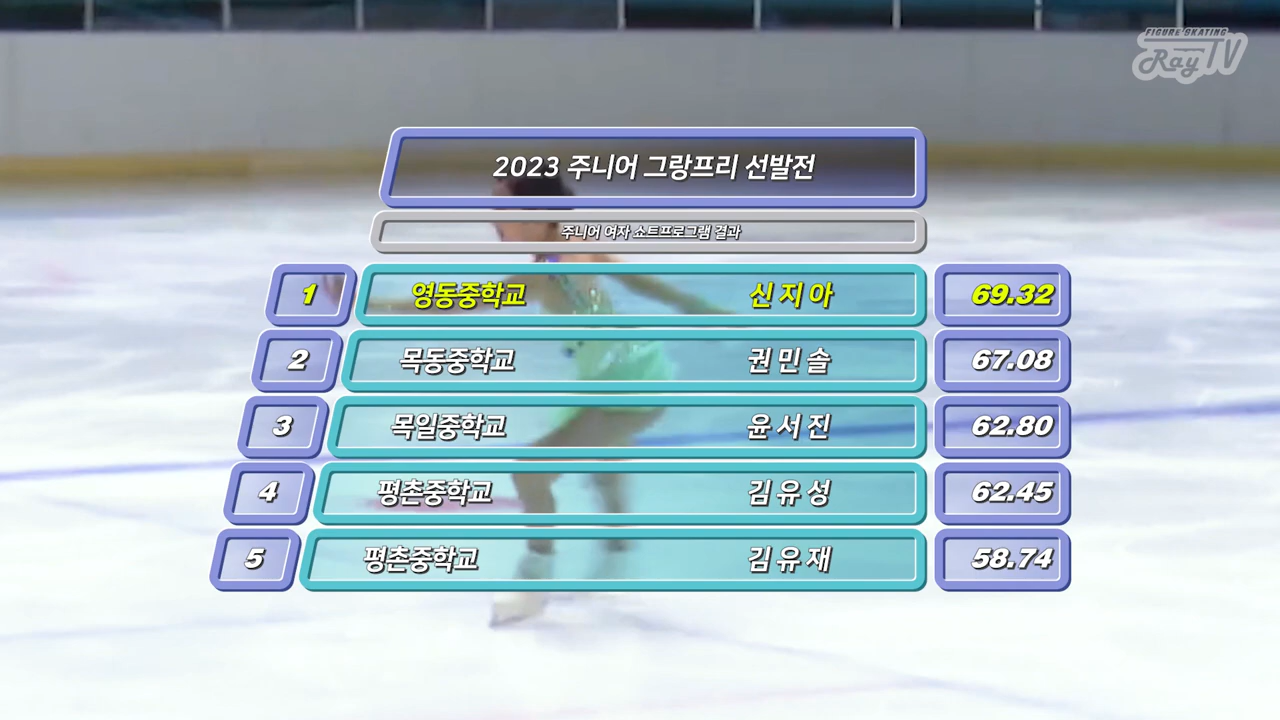 FIGURE SKATING
Ray TV
2023 주니어 그랑프리 선발전
주니어 여자 쇼트프로그램 결과
1 영동중학교 신지아 69.32
2 목동중학교 권민솔 67.08
3 목일중학교 윤서진 62.80
4 평촌중학교 김유성 62.45
5 평촌중학교 김유재 58.74